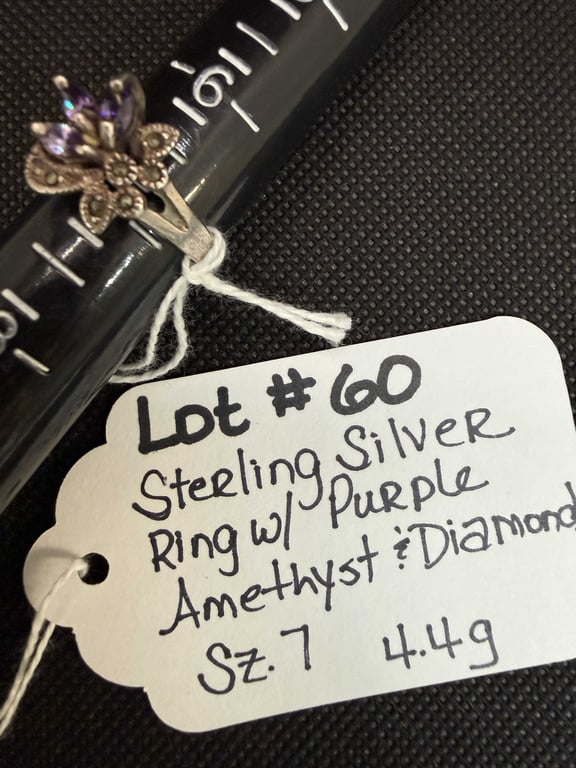 Lot # 60
Sterling Silver
Ring w/ Purple
Amethyst & Diamond
Sz. 7 4.4g